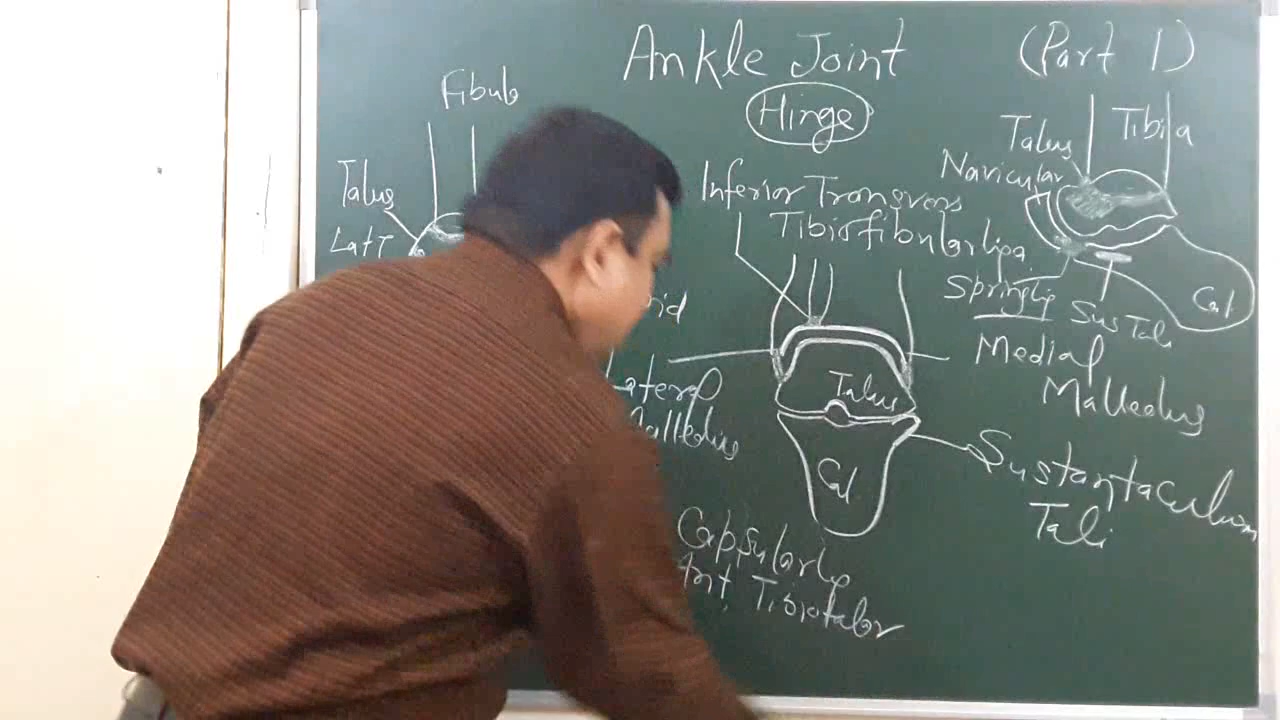 Ankle Joint (Part 1)
Hinge
Fibula
Talus
Lat T
Inferior Transvers
Tibiofibular liga
Talus
Tibia
Navicular
Spring lig
Sus Tali
Cal
Medial
Malleolus
Lateral
Malleolus
Talus
Cal
Sustantaculum
Tali
Capsular lig
Ant. Tibiotalar